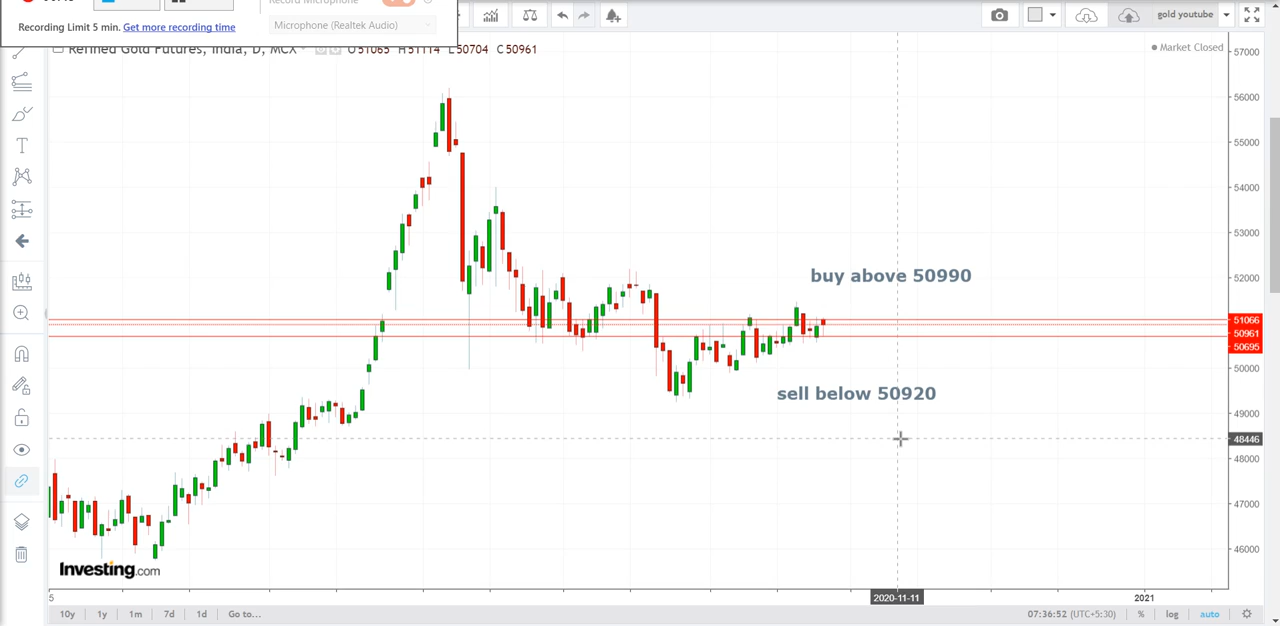 Record Microphone
Recording Limit 5 min. Get more recording time
Microphone (Realtek Audio)
gold youtube
Refined Gold Futures, India, D, MCX O51065 H51114 L50704 C50961
Market Closed
57000
56000
55000
54000
53000
52000
51066
50961
50695
50000
49000
48446
48000
47000
46000
buy above 50990
sell below 50920
Investing.com
5
2020-11-11
2021
10y 1y 1m 7d 1d Go to...
07:36:52 (UTC+5:30) % log auto